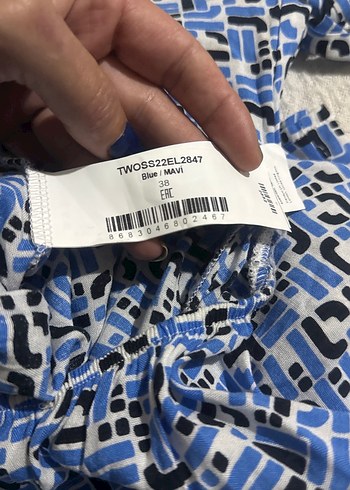 TWOSS22EL2847
Blue / MAVİ
38
EAC
8683046802467